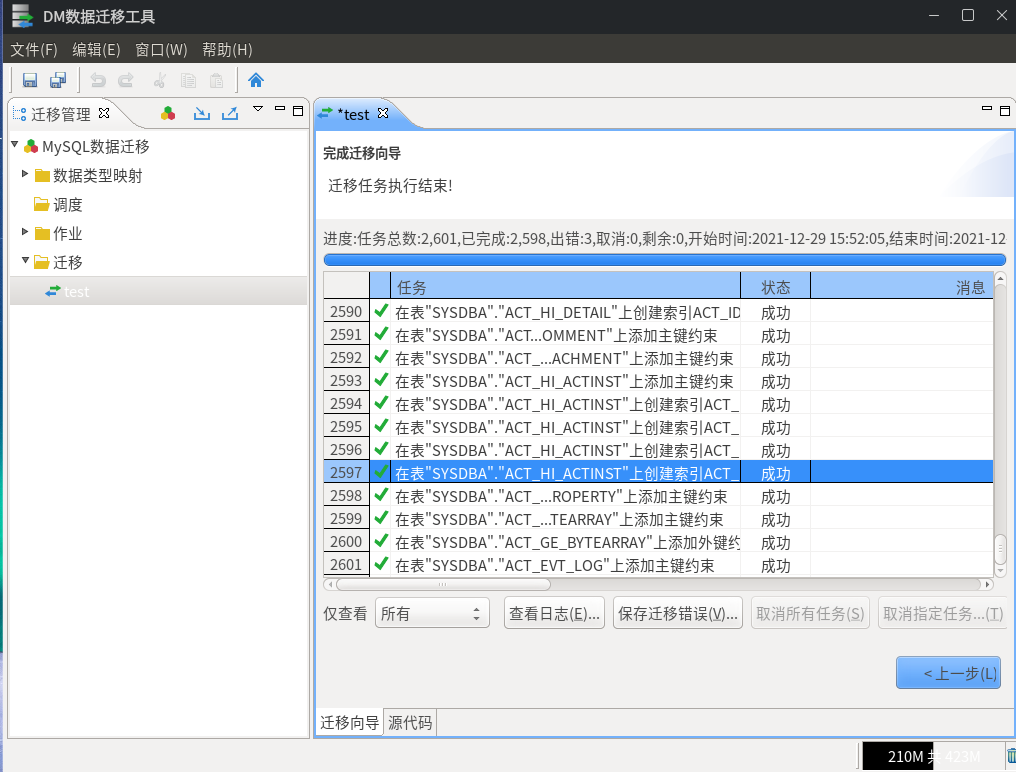 DM数据迁移工具
文件(F) 编辑(E) 窗口(W) 帮助(H)
迁移管理
*test
MySQL数据迁移
数据类型映射
调度
作业
迁移
test
完成迁移向导
迁移任务执行结束!
进度:任务总数:2,601,已完成:2,598,出错:3,取消:0,剩余:0,开始时间:2021-12-29 15:52:05,结束时间:2021-12
任务 状态 消息
2590 在表"SYSDBA"."ACT_HI_DETAIL"上创建索引ACT_ID 成功
2591 在表"SYSDBA"."ACT...OMMENT"上添加主键约束 成功
2592 在表"SYSDBA"."ACT_...ACHMENT"上添加主键约束 成功
2593 在表"SYSDBA"."ACT_HI_ACTINST"上添加主键约束 成功
2594 在表"SYSDBA"."ACT_HI_ACTINST"上创建索引ACT_ 成功
2595 在表"SYSDBA"."ACT_HI_ACTINST"上创建索引ACT_ 成功
2596 在表"SYSDBA"."ACT_HI_ACTINST"上创建索引ACT_ 成功
2597 在表"SYSDBA"."ACT_HI_ACTINST"上创建索引ACT_ 成功
2598 在表"SYSDBA"."ACT_...ROPERTY"上添加主键约束 成功
2599 在表"SYSDBA"."ACT_...TEARRAY"上添加主键约束 成功
2600 在表"SYSDBA"."ACT_GE_BYTEARRAY"上添加外键约 成功
2601 在表"SYSDBA"."ACT_EVT_LOG"上添加主键约束 成功
仅查看 所有 查看日志(E)... 保存迁移错误(V)... 取消所有任务(S) 取消指定任务...(T)
< 上一步(L)
迁移向导 源代码
210M 共 423M